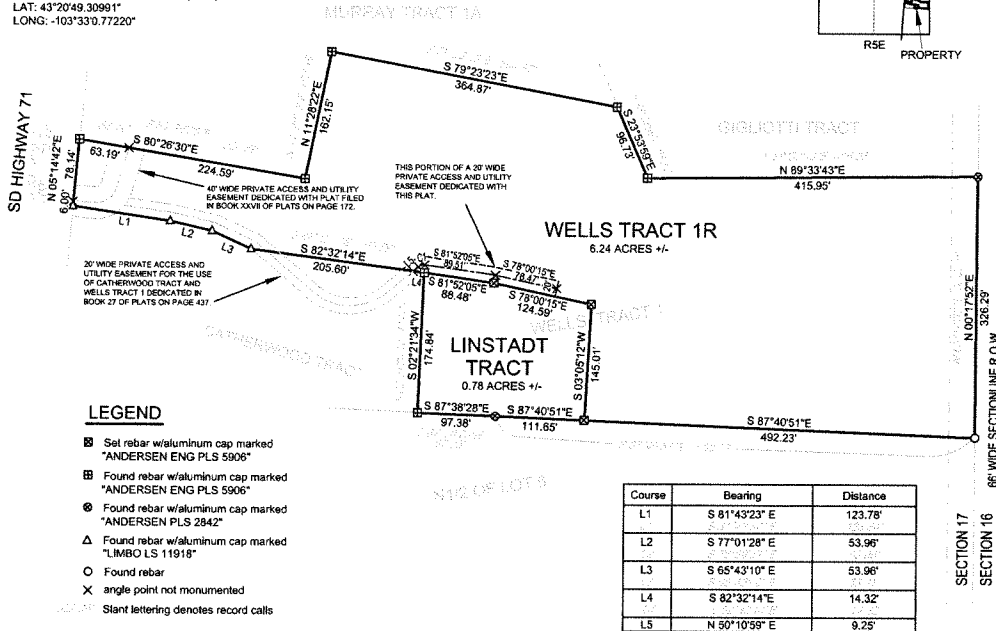 LAT: 43°20'49.30991"
LONG: -103°33'0.77220"
MURRAY TRACT 1A
R5E
PROPERTY
SD HIGHWAY 71
S 79°23'23"E
364.87'
N 11°28'22"E
162.15'
S 23°53'59"E
96.73'
GIGLIOTTI TRACT
N 89°33'43"E
415.95'
N 05°14'42"E
78.14'
6.00'
63.19'
S 80°26'30"E
224.59'
40' WIDE PRIVATE ACCESS AND UTILITY
EASEMENT DEDICATED WITH PLAT FILED
IN BOOK XXVII OF PLATS ON PAGE 172.
THIS PORTION OF A 20' WIDE
PRIVATE ACCESS AND UTILITY
EASEMENT DEDICATED WITH
THIS PLAT.
WELLS TRACT 1R
6.24 ACRES +/-
L1
L2
L3
S 82°32'14"E
205.60'
L5
C1
L4
S 81°52'05"E
89.51'
S 78°00'15"E
78.47'
20'
S 81°52'05"E
88.48'
S 78°00'15"E
124.59'
20' WIDE PRIVATE ACCESS AND
UTILITY EASEMENT FOR THE USE
OF CATHERWOOD TRACT AND
WELLS TRACT 1 DEDICATED IN
BOOK 27 OF PLATS ON PAGE 437.
CATHERWOOD TRACT
WELLS TRACT 1
S 02°21'34"W
174.84'
LINSTADT
TRACT
0.78 ACRES +/-
S 03°05'12"W
145.01'
N 00°17'52"E
326.29'
66' WIDE SECTIONLINE R.O.W.
S 87°38'28"E
97.38'
S 87°40'51"E
111.65'
S 87°40'51"E
492.23'
N1/2 OF LOT 5
SECTION 17
SECTION 16
LEGEND
Set rebar w/aluminum cap marked
"ANDERSEN ENG PLS 5906"
Found rebar w/aluminum cap marked
"ANDERSEN ENG PLS 5906"
Found rebar w/aluminum cap marked
"ANDERSEN PLS 2842"
Found rebar w/aluminum cap marked
"LIMBO LS 11918"
Found rebar
angle point not monumented
Slant lettering denotes record calls
Course Bearing Distance
L1 S 81°43'23" E 123.78'
L2 S 77°01'28" E 53.96'
L3 S 65°43'10" E 53.96'
L4 S 82°32'14"E 14.32'
L5 N 50°10'59" E 9.25'